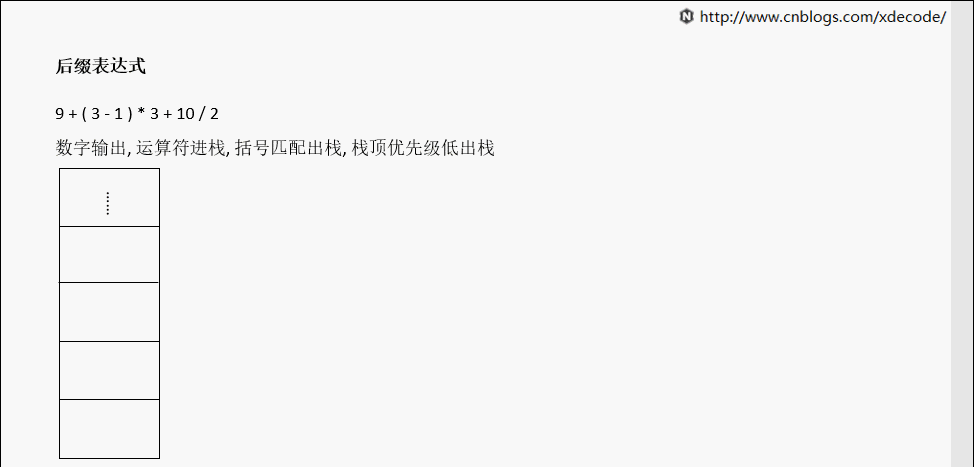 http://www.cnblogs.com/xdecode/
后缀表达式
9 + ( 3 - 1 ) * 3 + 10 / 2
数字输出, 运算符进栈, 括号匹配出栈, 栈顶优先级低出栈